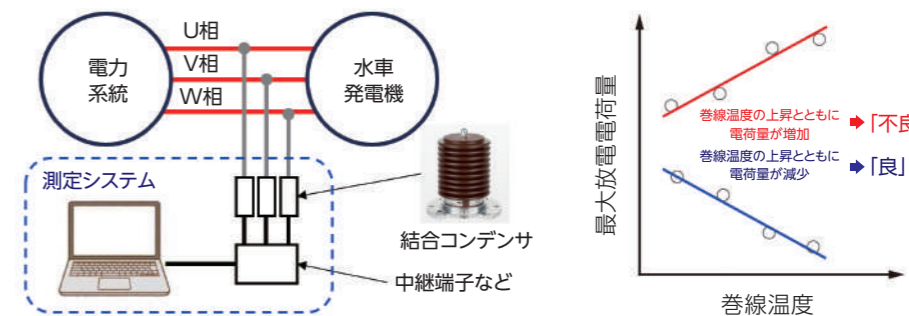 U相
V相
W相
電力
系統
水車
発電機
測定システム
結合コンデンサ
中継端子など
最大放電電荷量
巻線温度の上昇とともに
電荷量が増加
「不良
巻線温度の上昇とともに
電荷量が減少
「良」
巻線温度